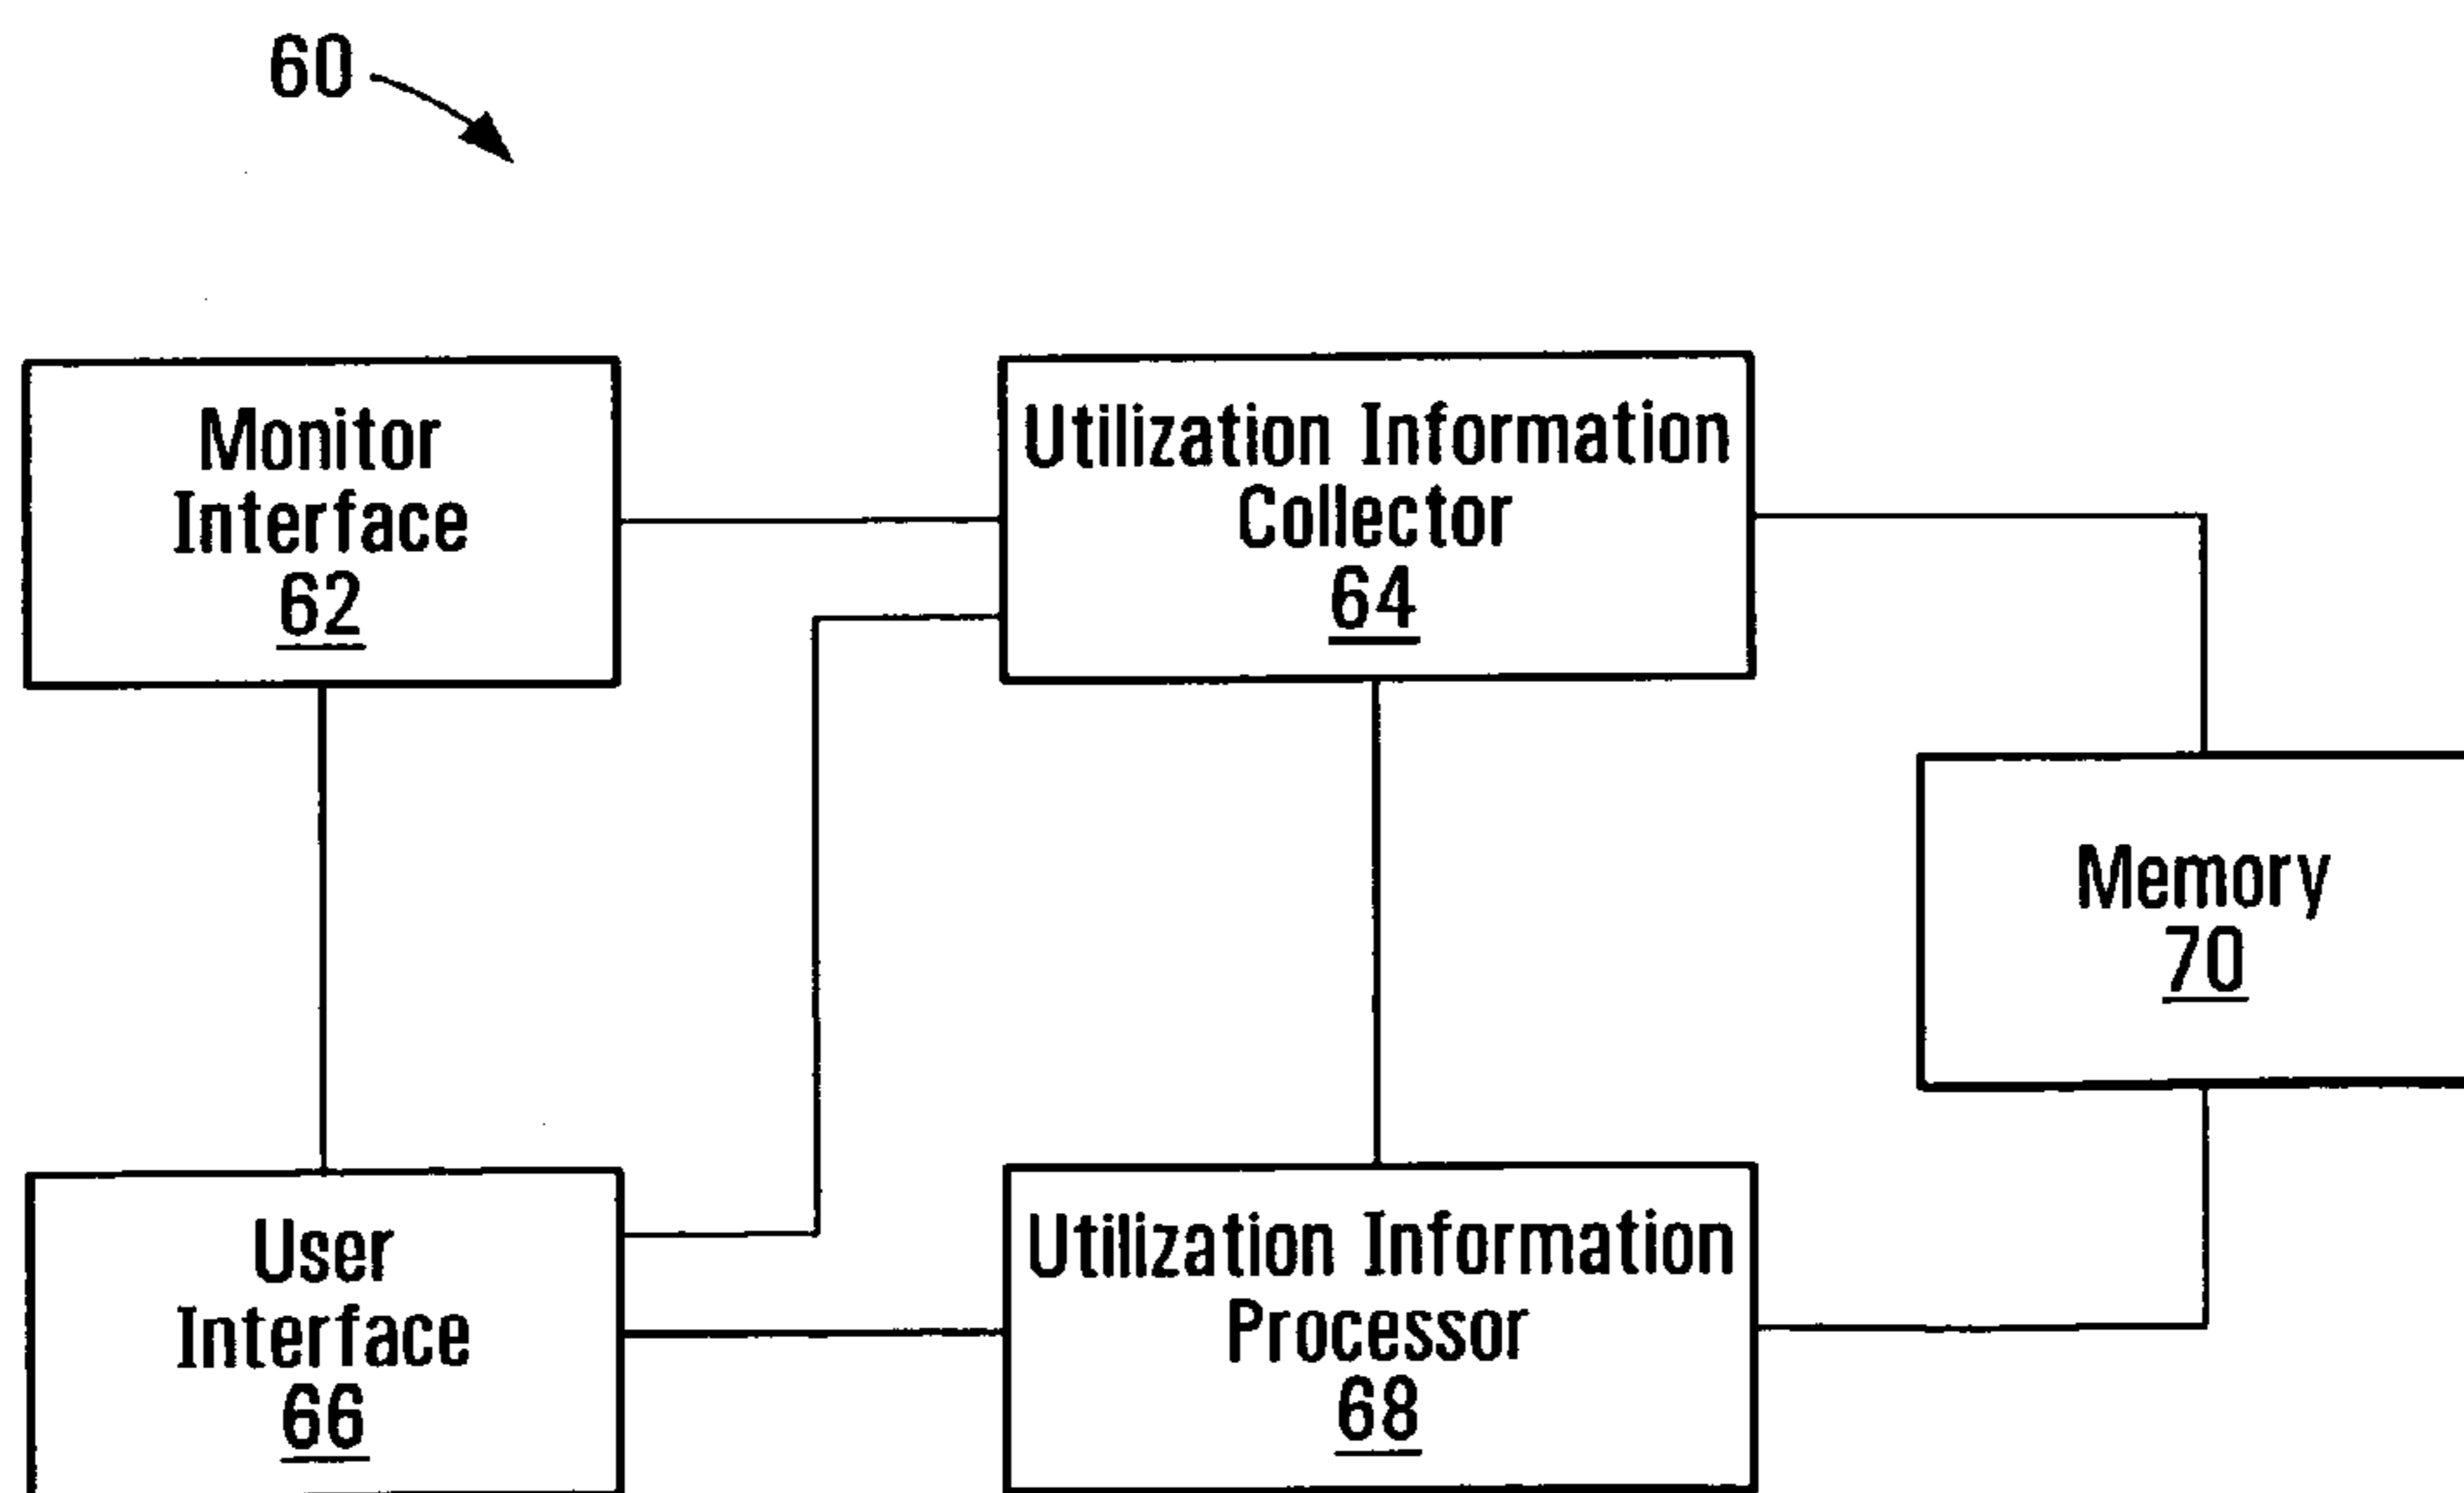 60
Monitor
Interface
62
Utilization Information
Collector
64
Memory
70
User
Interface
66
Utilization Information
Processor
68